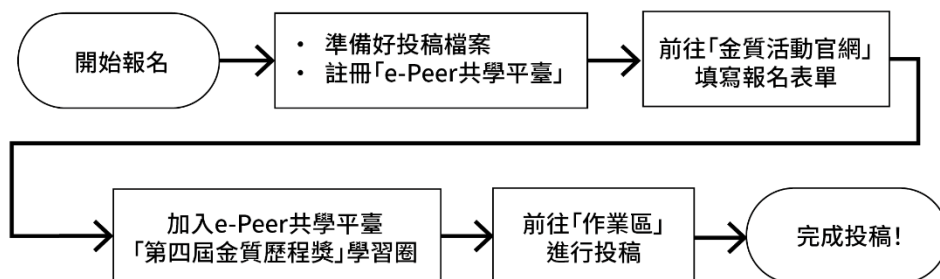 開始報名
• 準備好投稿檔案
• 註冊「e-Peer共學平臺」
前往「金質活動官網」
填寫報名表單
加入e-Peer共學平臺
「第四屆金質歷程獎」學習圈
前往「作業區」
進行投稿
完成投稿!